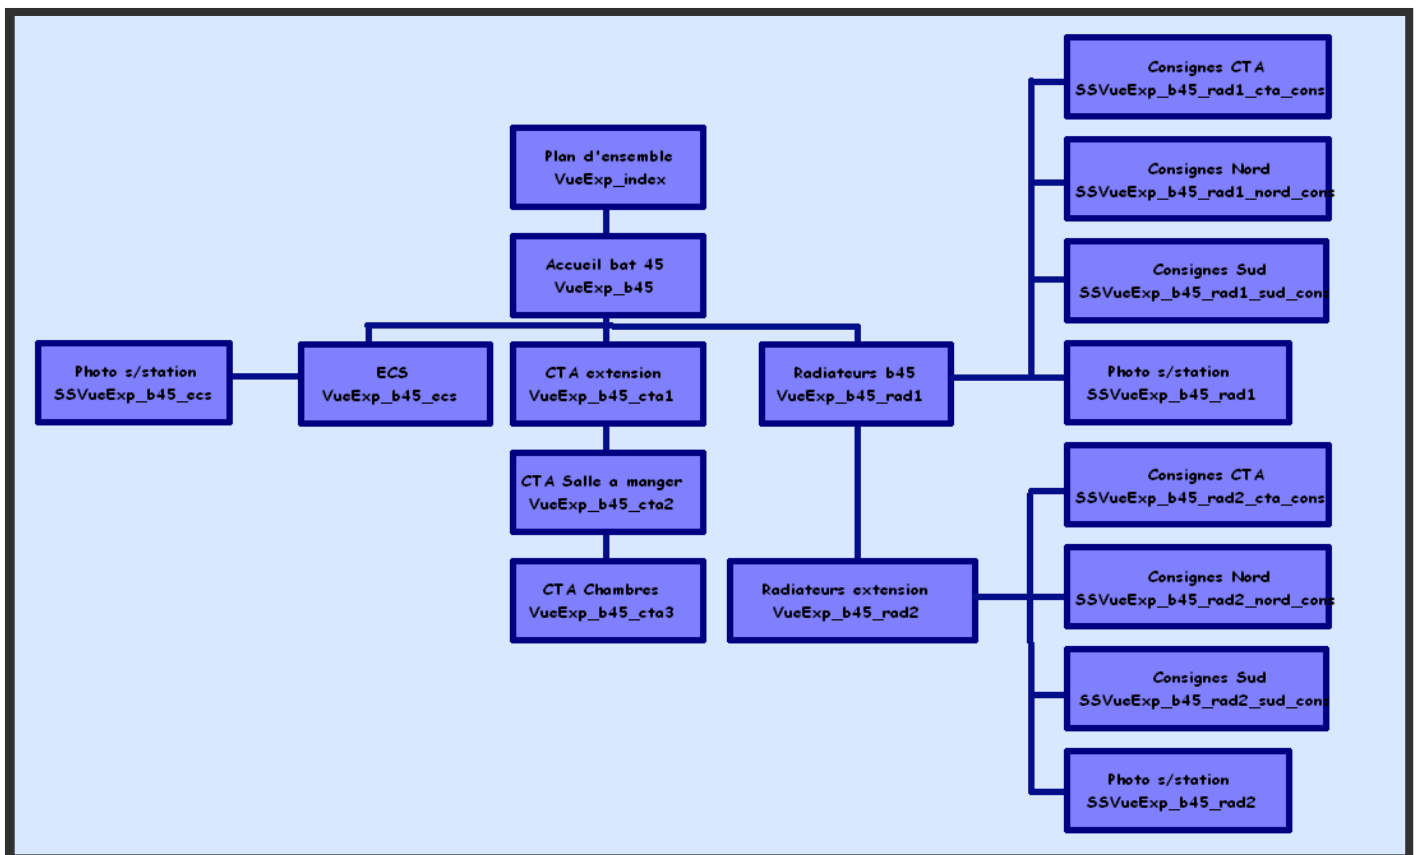 Plan d'ensemble
VueExp_index
Accueil bat 45
VueExp_b45
Photo s/station
SSVueExp_b45_ecs
ECS
VueExp_b45_ecs
CTA extension
VueExp_b45_cta1
CTA Salle a manger
VueExp_b45_cta2
CTA Chambres
VueExp_b45_cta3
Radiateurs b45
VueExp_b45_rad1
Radiateurs extension
VueExp_b45_rad2
Consignes CTA
SSVueExp_b45_rad1_cta_cons
Consignes Nord
SSVueExp_b45_rad1_nord_cons
Consignes Sud
SSVueExp_b45_rad1_sud_cons
Photo s/station
SSVueExp_b45_rad1
Consignes CTA
SSVueExp_b45_rad2_cta_cons
Consignes Nord
SSVueExp_b45_rad2_nord_cons
Consignes Sud
SSVueExp_b45_rad2_sud_cons
Photo s/station
SSVueExp_b45_rad2